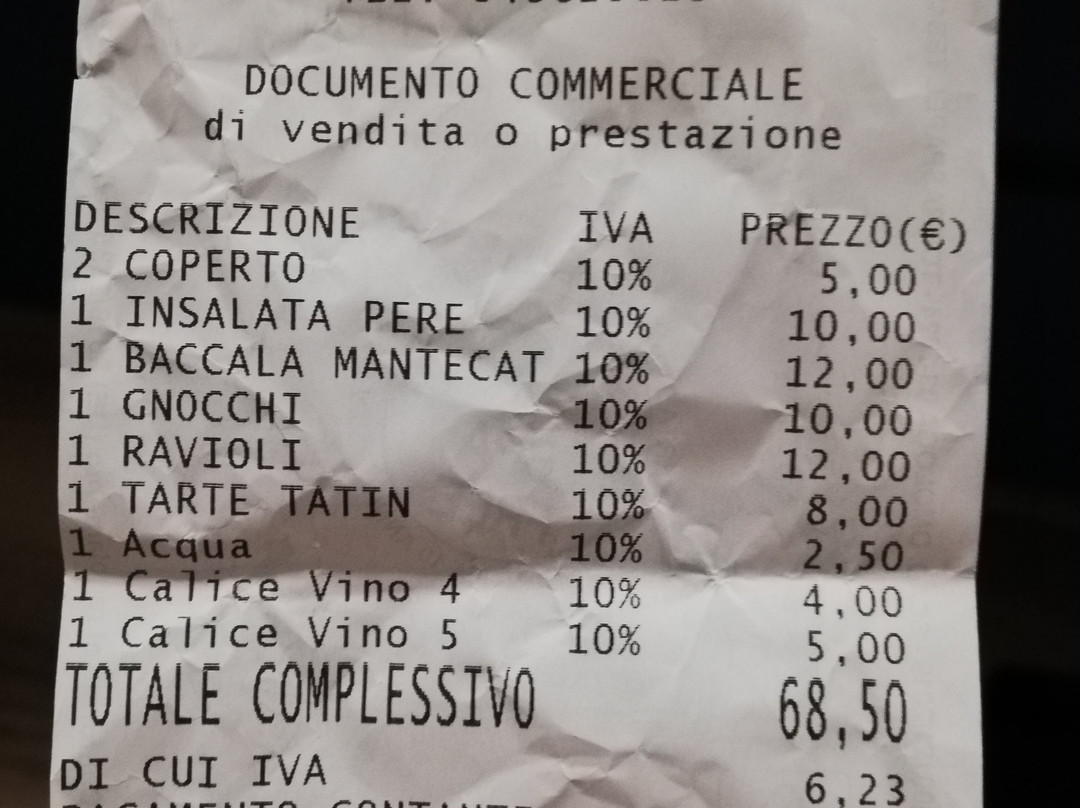 DOCUMENTO COMMERCIALE
di vendita o prestazione
DESCRIZIONE IVA PREZZO(€)
2 COPERTO 10% 5,00
1 INSALATA PERE 10% 10,00
1 BACCALA MANTECAT 10% 12,00
1 GNOCCHI 10% 10,00
1 RAVIOLI 10% 12,00
1 TARTE TATIN 10% 8,00
1 Acqua 10% 2,50
1 Calice Vino 4 10% 4,00
1 Calice Vino 5 10% 5,00
TOTALE COMPLESSIVO 68,50
DI CUI IVA 6,23
PAGAMENTO CONTANTE